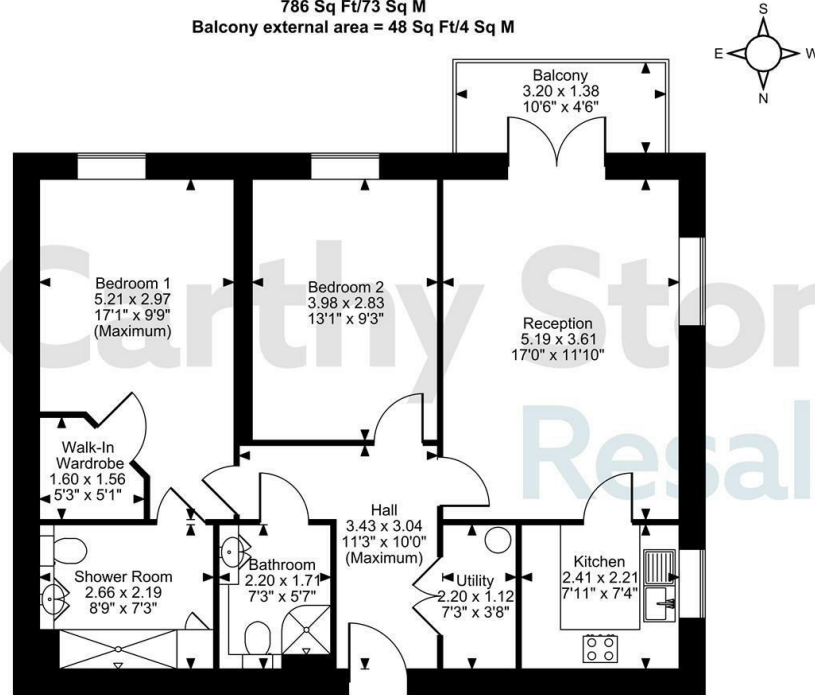 786 Sq Ft/73 Sq M
Balcony external area = 48 Sq Ft/4 Sq M
S
E W
N
Balcony
3.20 x 1.38
10'6" x 4'6"
Bedroom 1
5.21 x 2.97
17'1" x 9'9"
(Maximum)
Bedroom 2
3.98 x 2.83
13'1" x 9'3"
Reception
5.19 x 3.61
17'0" x 11'10"
Carthy Ston
Resal
Walk-In
Wardrobe
1.60 x 1.56
5'3" x 5'1"
Hall
3.43 x 3.04
11'3" x 10'0"
(Maximum)
Shower Room
2.66 x 2.19
8'9" x 7'3"
Bathroom
2.20 x 1.71
7'3" x 5'7"
Utility
2.20 x 1.12
7'3" x 3'8"
Kitchen
2.41 x 2.21
7'11" x 7'4"